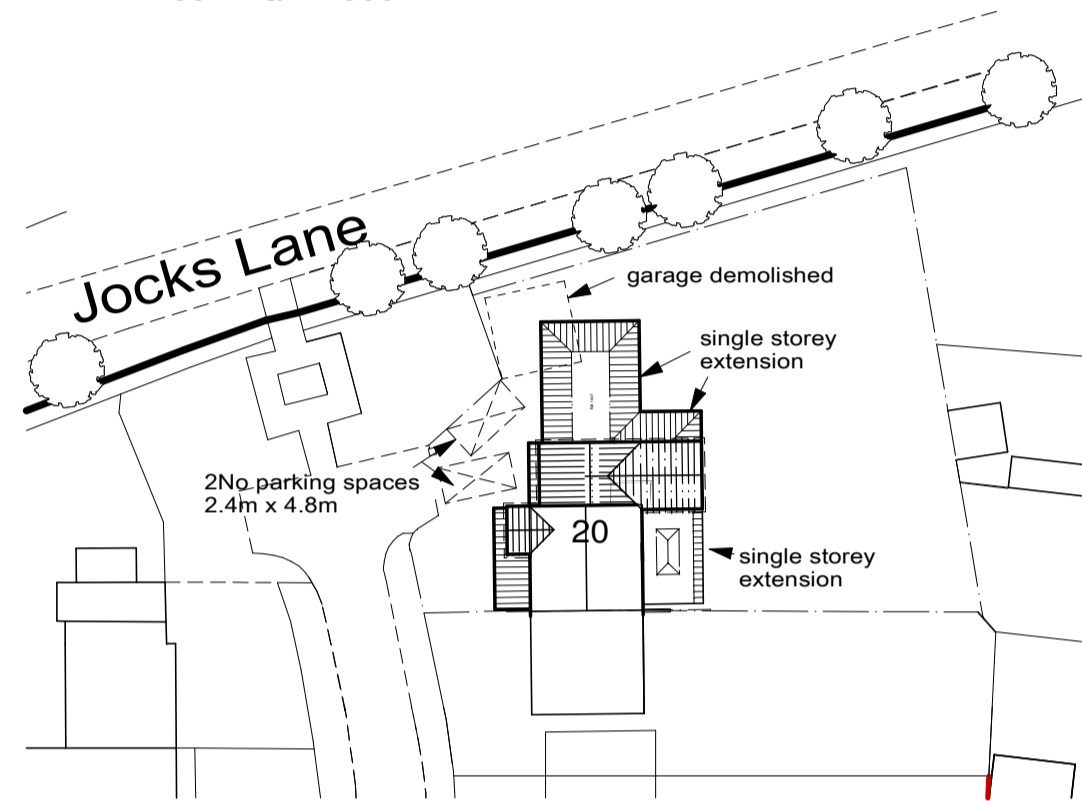 Jocks Lane
garage demolished
single storey
extension
2No parking spaces
2.4m x 4.8m
20
single storey
extension